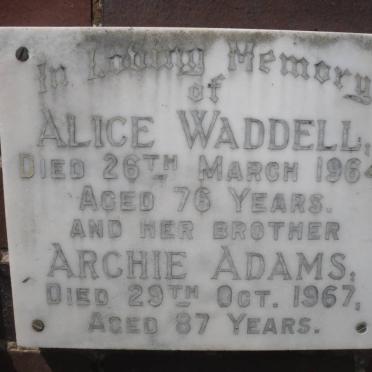 In Loving Memory
of
ALICE WADDELL,
DIED 26TH MARCH 1964
AGED 76 YEARS.
AND HER BROTHER
ARCHIE ADAMS,
DIED 29TH OCT. 1967,
AGED 87 YEARS.